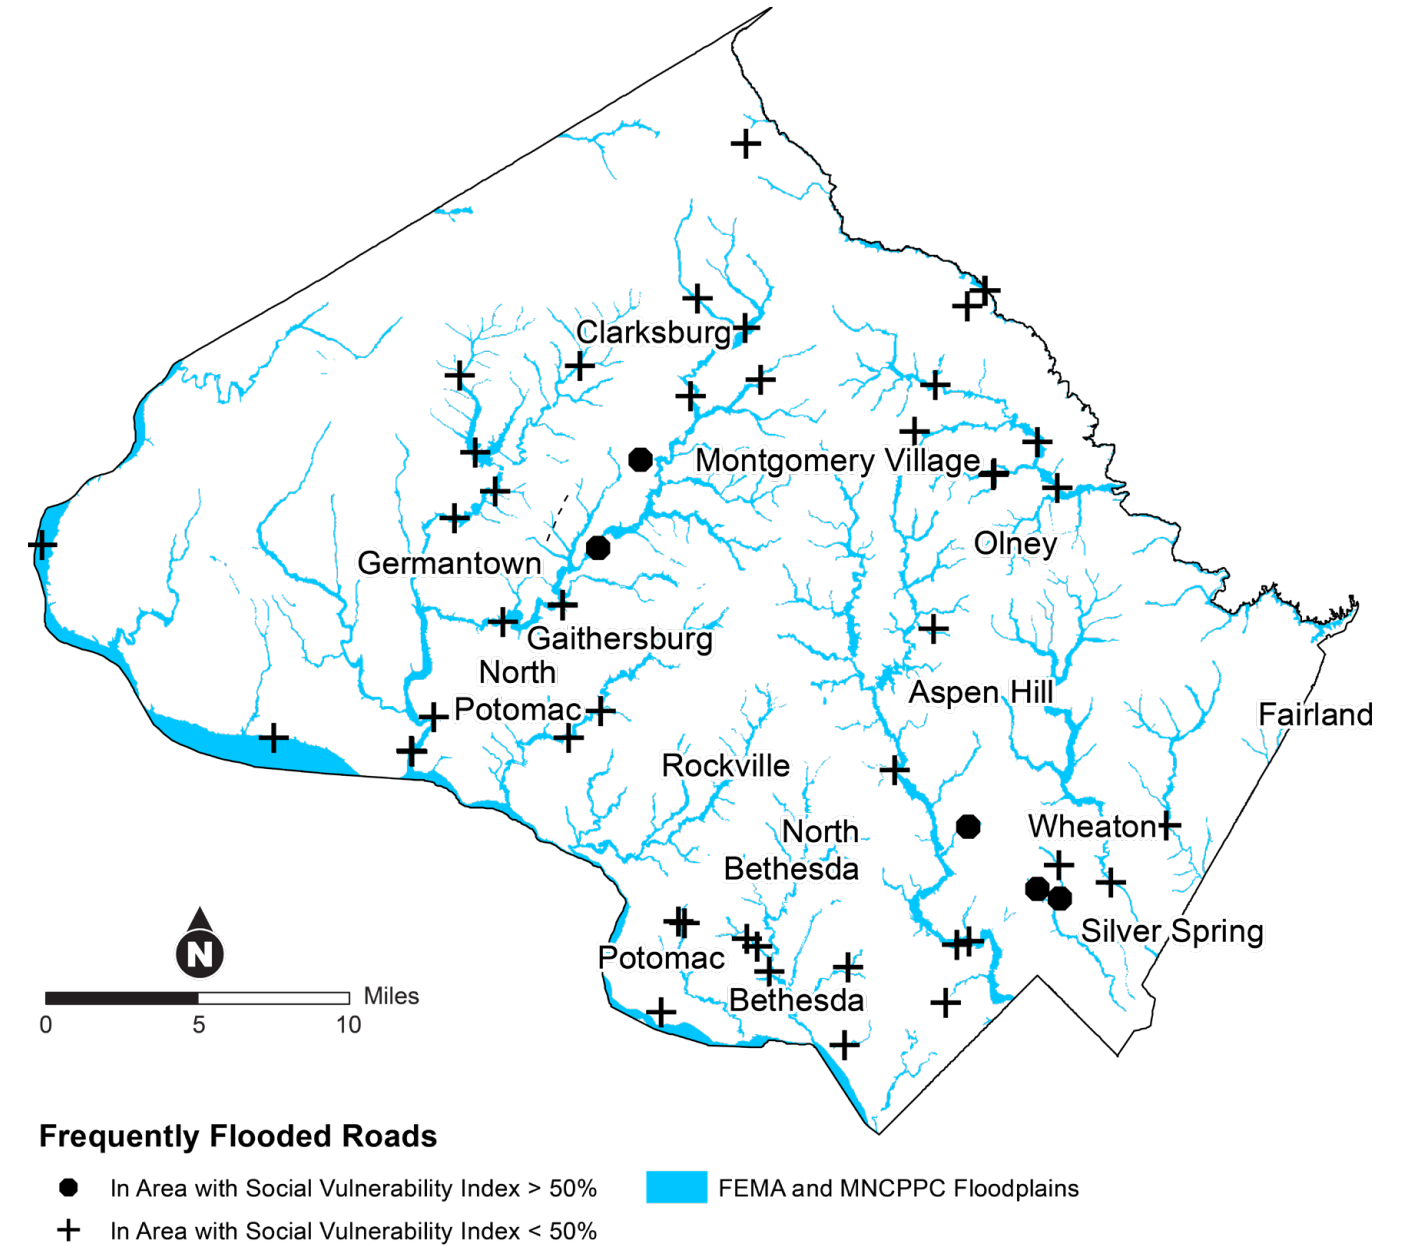 Clarksburg
Montgomery Village
Olney
Germantown
Gaithersburg
North
Potomac
Aspen Hill
Fairland
Rockville
North
Bethesda
Wheaton
Silver Spring
Potomac
Bethesda
N
Miles
0 5 10
Frequently Flooded Roads
In Area with Social Vulnerability Index > 50%
FEMA and MNCPPC Floodplains
In Area with Social Vulnerability Index < 50%